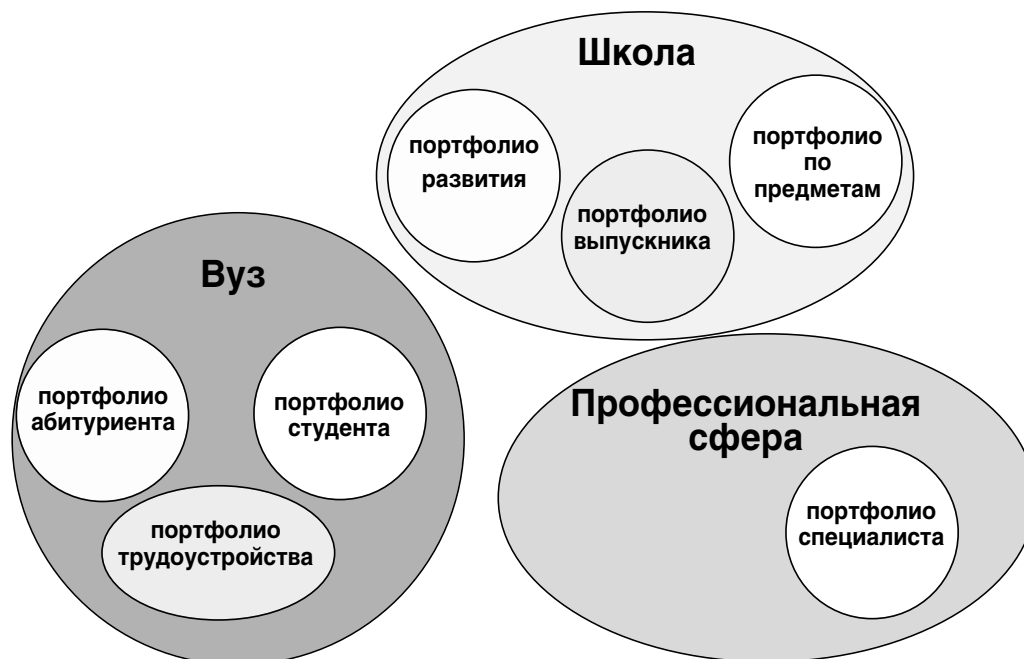 Школа
портфолио
развития
портфолио
выпускника
портфолио
по
предметам
Вуз
портфолио
абитуриента
портфолио
студента
портфолио
трудоустройства
Профессиональная
сфера
портфолио
специалиста